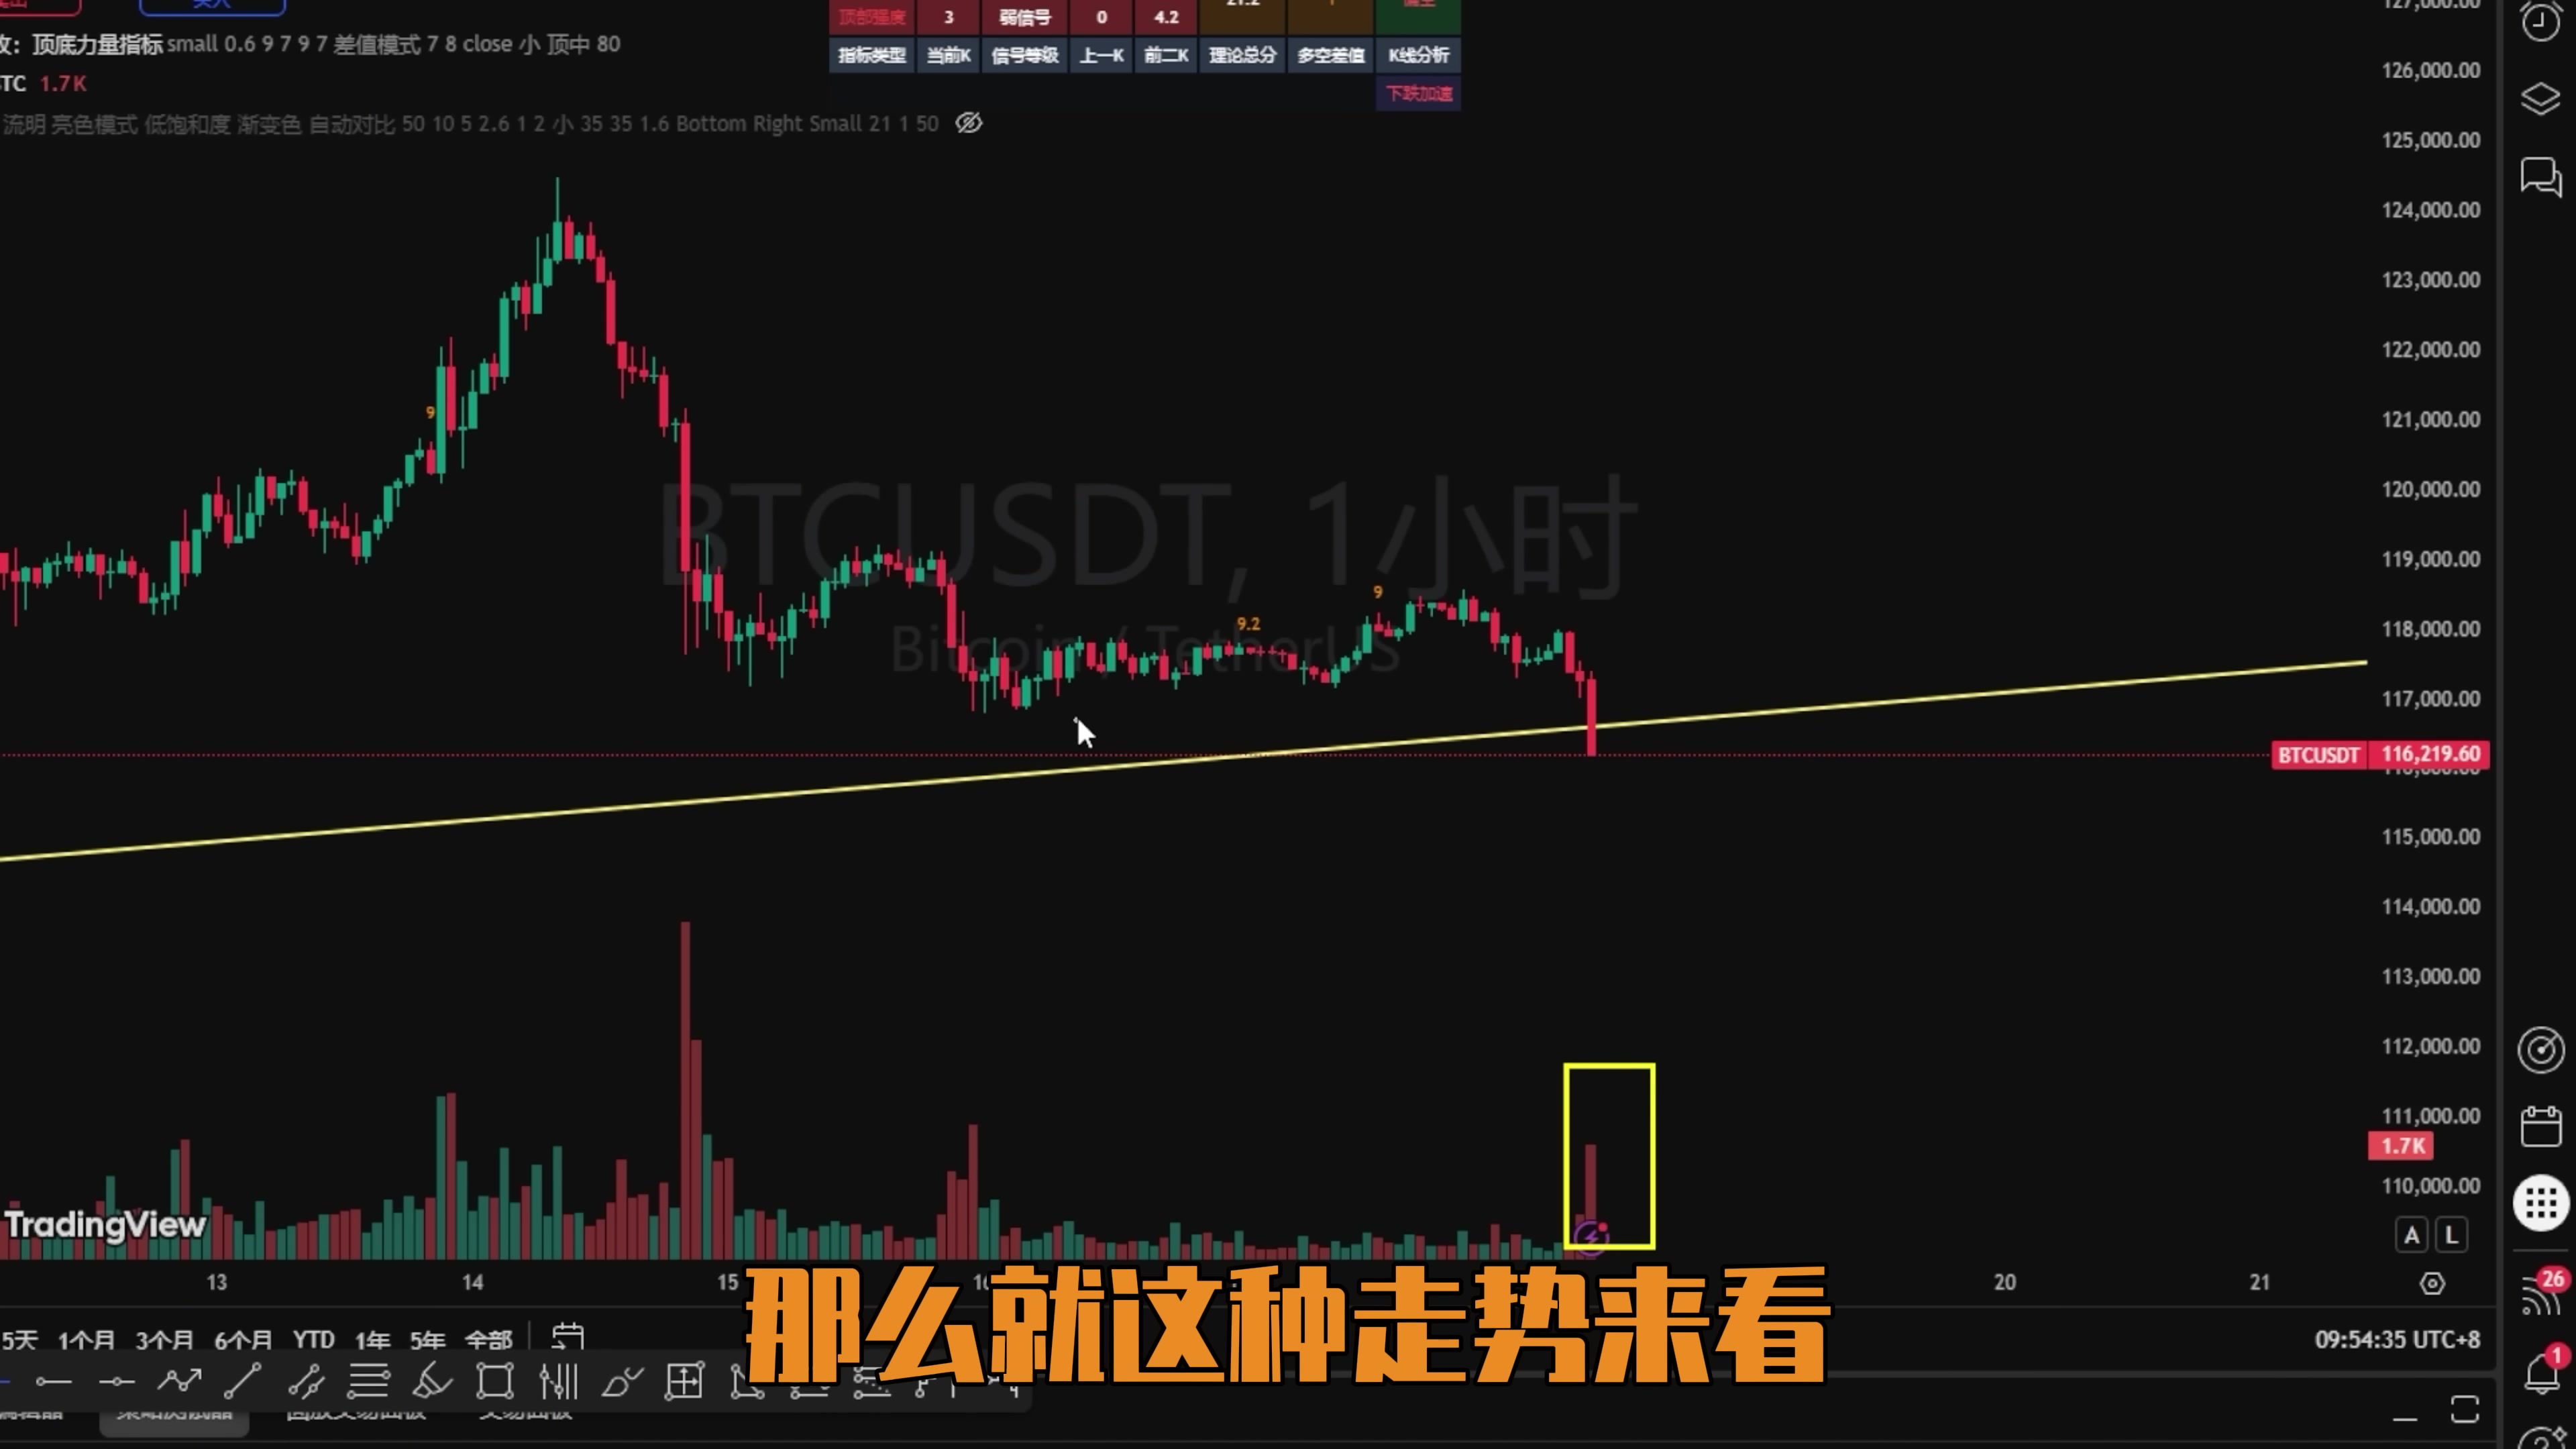 127,000.00
顶部强度 3 弱信号 0 4.2 21.2
攻: 顶底力量指标 small 0.6 9 7 9 7 差值模式 7 8 close 小 顶中 80
指标类型 当前K 信号等级 上一K 前二K 理论总分 多空差值 K线分析
126,000.00
TC 1.7K
下跌加速
流明 亮色模式 低饱和度 渐变色 自动对比 50 10 5 2.6 1 2 小 35 35 1.6 Bottom Right Small 21 1 50
125,000.00
124,000.00
123,000.00
122,000.00
9
121,000.00
120,000.00
BTCUSDT, 1小时
119,000.00
9
9.2
118,000.00
Bitcoin / TetherUS
117,000.00
BTCUSDT 116,219.60
115,000.00
114,000.00
113,000.00
112,000.00
111,000.00
1.7K
110,000.00
TradingView
A L
13 14 15 20 21
26
那么就这种走势来看
5天 1个月 3个月 6个月 YTD 1年 5年 全部
09:54:35 UTC+8
1